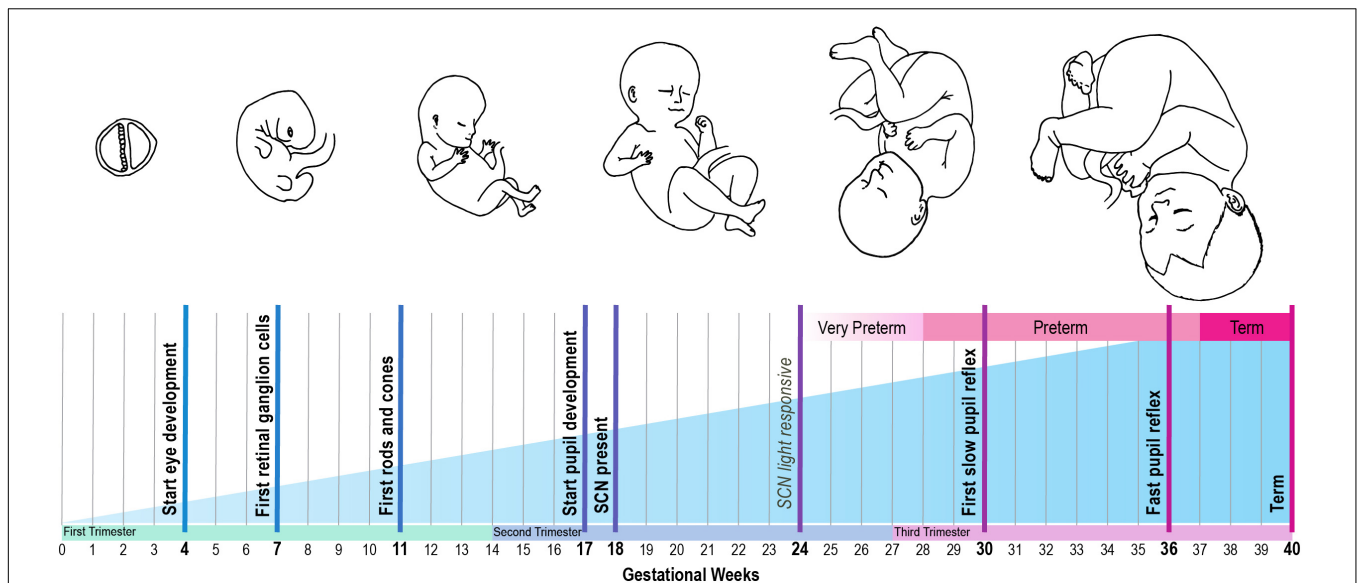 Very Preterm
Preterm
Term
Start eye development
First retinal ganglion cells
First rods and cones
Start pupil development
SCN present
SCN light responsive
First slow pupil reflex
Fast pupil reflex
Term
First Trimester
Second Trimester
Third Trimester
0 1 2 3 4 5 6 7 8 9 10 11 12 13 14 15 16 17 18 19 20 21 22 23 24 25 26 27 28 29 30 31 32 33 34 35 36 37 38 39 40
Gestational Weeks